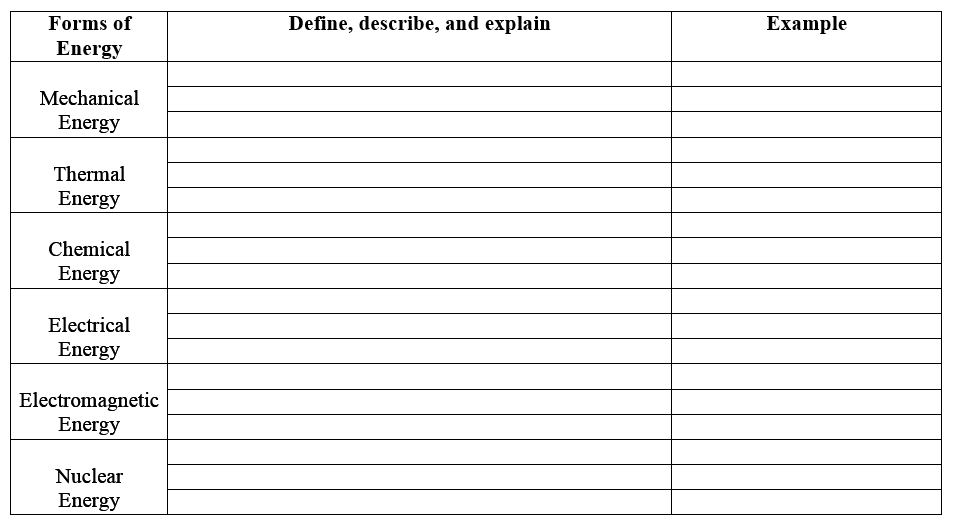 Forms of Energy
Define, describe, and explain
Example
Mechanical
Energy
Thermal
Energy
Chemical
Energy
Electrical
Energy
Electromagnetic
Energy
Nuclear
Energy